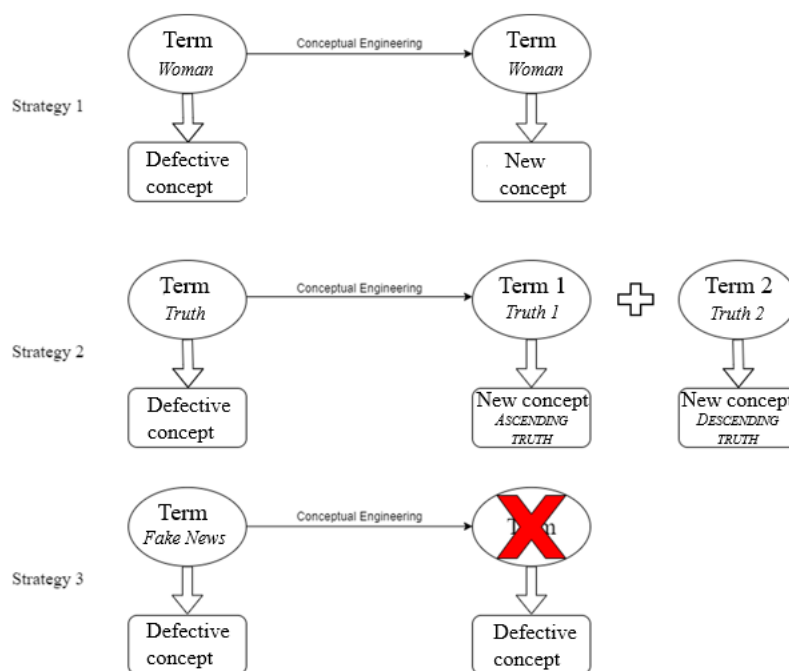 Term
Conceptual Engineering
Term
Woman
Woman
Strategy 1
Defective
concept
New
concept
Term
Conceptual Engineering
Term 1
Term 2
Truth
Truth 1
Truth 2
Strategy 2
Defective
concept
New concept
ASCENDING
TRUTH
New concept
DESCENDING
TRUTH
Term
Conceptual Engineering
Fake News
Strategy 3
Defective
concept
Defective
concept